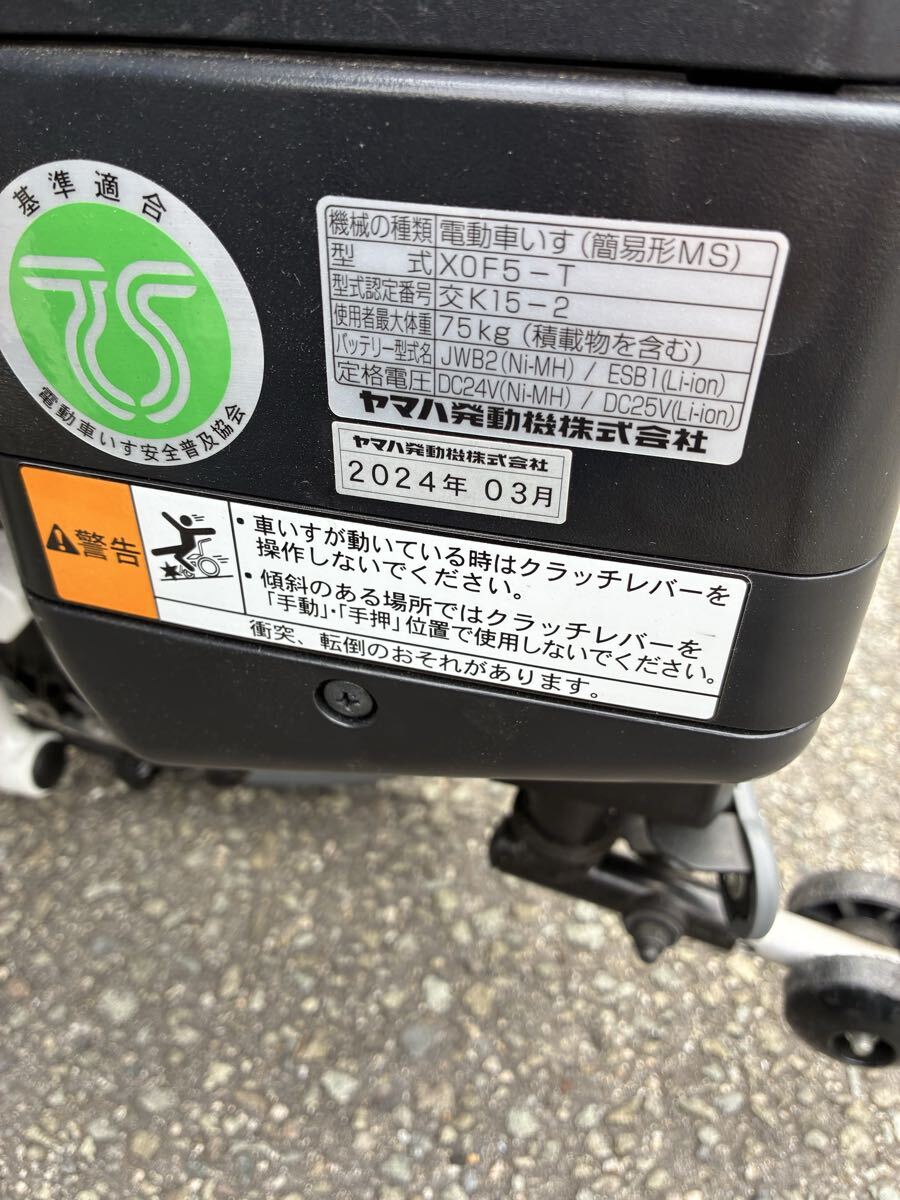 基準適合
TS
電動車いす安全普及協会
機械の種類 電動車いす(簡易形MS)
型式 X0F5-T
型式認定番号 交K15-2
使用者最大体重 75kg (積載物を含む)
バッテリー型式名 JWB2(Ni-MH) / ESB1(Li-ion)
定格電圧 DC24V(Ni-MH) / DC25V(Li-ion)
ヤマハ発動機株式会社
ヤマハ発動機株式会社
2024年 03月
警告
・車いすが動いている時はクラッチレバーを
操作しないでください。
・傾斜のある場所ではクラッチレバーを
「手動」・「手押」位置で使用しないでください。
衝突、転倒のおそれがあります。